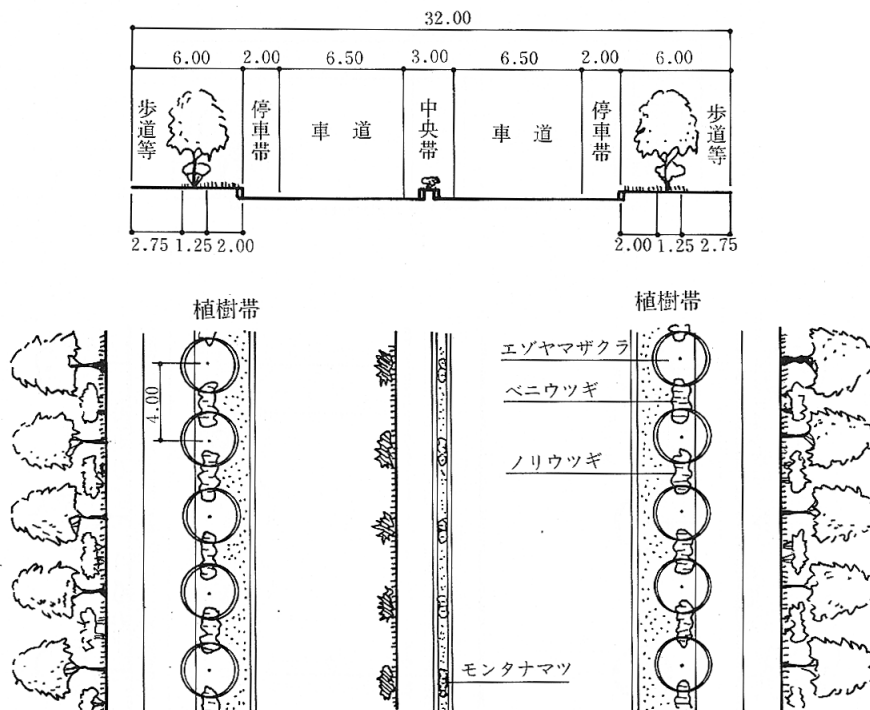 32.00
6.00 2.00 6.50 3.00 6.50 2.00 6.00
歩道等
停車帯
車道
中央帯
車道
停車帯
歩道等
2.75 1.25 2.00
2.00 1.25 2.75
植樹帯
植樹帯
エゾヤマザクラ
4.00
ベニウツギ
ノリウツギ
モンタナマツ